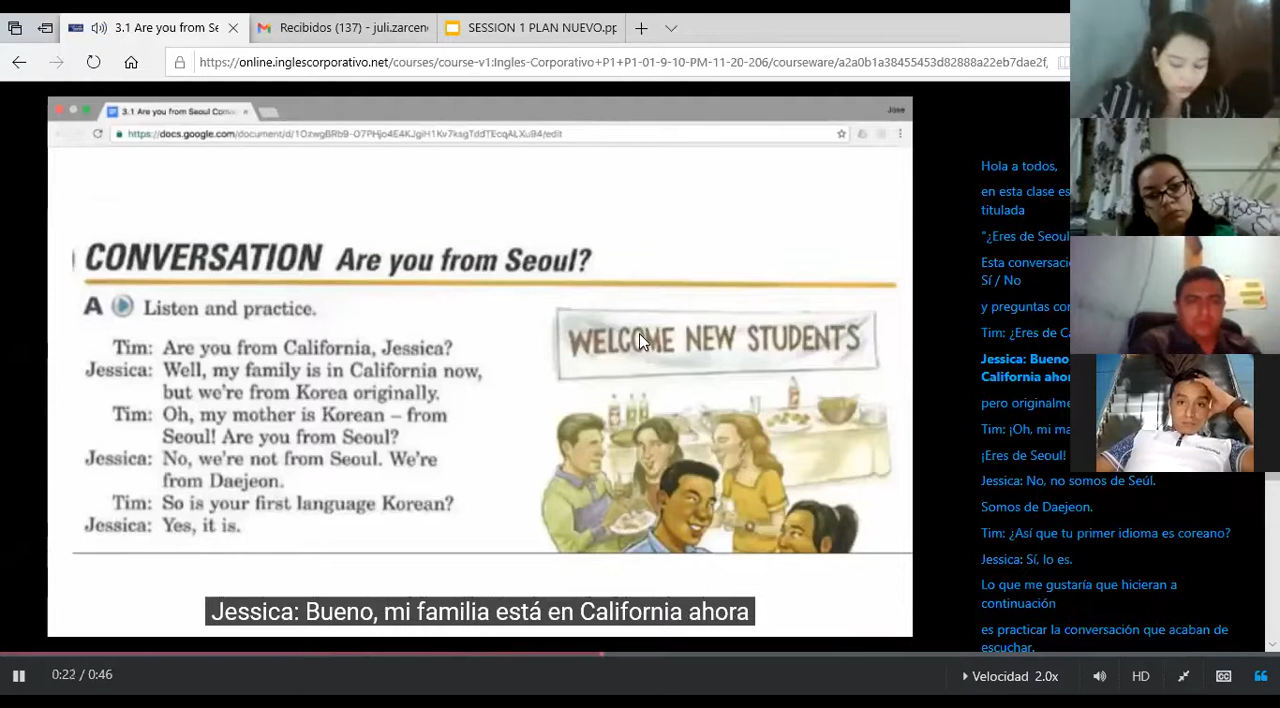 3.1 Are you from Se
Recibidos (137) - juli.zarcen
SESSION 1 PLAN NUEVO.pp
https://online.inglescorporativo.net/courses/course-v1:Ingles-Corporativo+P1+P1-01-9-10-PM-11-20-206/courseware/a2a0b1a38455453d82888a22eb7dae2f,
3.1 Are you from Seoul Conv
Jose
CONVERSATION Are you from Seoul?
A Listen and practice.
Tim: Are you from California, Jessica?
Jessica: Well, my family is in California now,
but we're from Korea originally.
Tim: Oh, my mother is Korean – from
Seoul! Are you from Seoul?
Jessica: No, we're not from Seoul. We're
from Daejeon.
Tim: So is your first language Korean?
Jessica: Yes, it is.
WELCOME NEW STUDENTS
Jessica: Bueno, mi familia está en California ahora
Hola a todos,
en esta clase es
titulada
"¿Eres de Seoul
Esta conversaci
Sí / No
y preguntas co
Tim: ¿Eres de Ca
Jessica: Bueno
California ahor
pero originalme
Tim: ¡Oh, mi ma
¡Eres de Seoul!
Jessica: No, no somos de Seúl.
Somos de Daejeon.
Tim: ¿Así que tu primer idioma es coreano?
Jessica: Sí, lo es.
Lo que me gustaría que hicieran a
continuación
es practicar la conversación que acaban de
escuchar.
0:22 / 0:46
Velocidad 2.0x
HD
CC